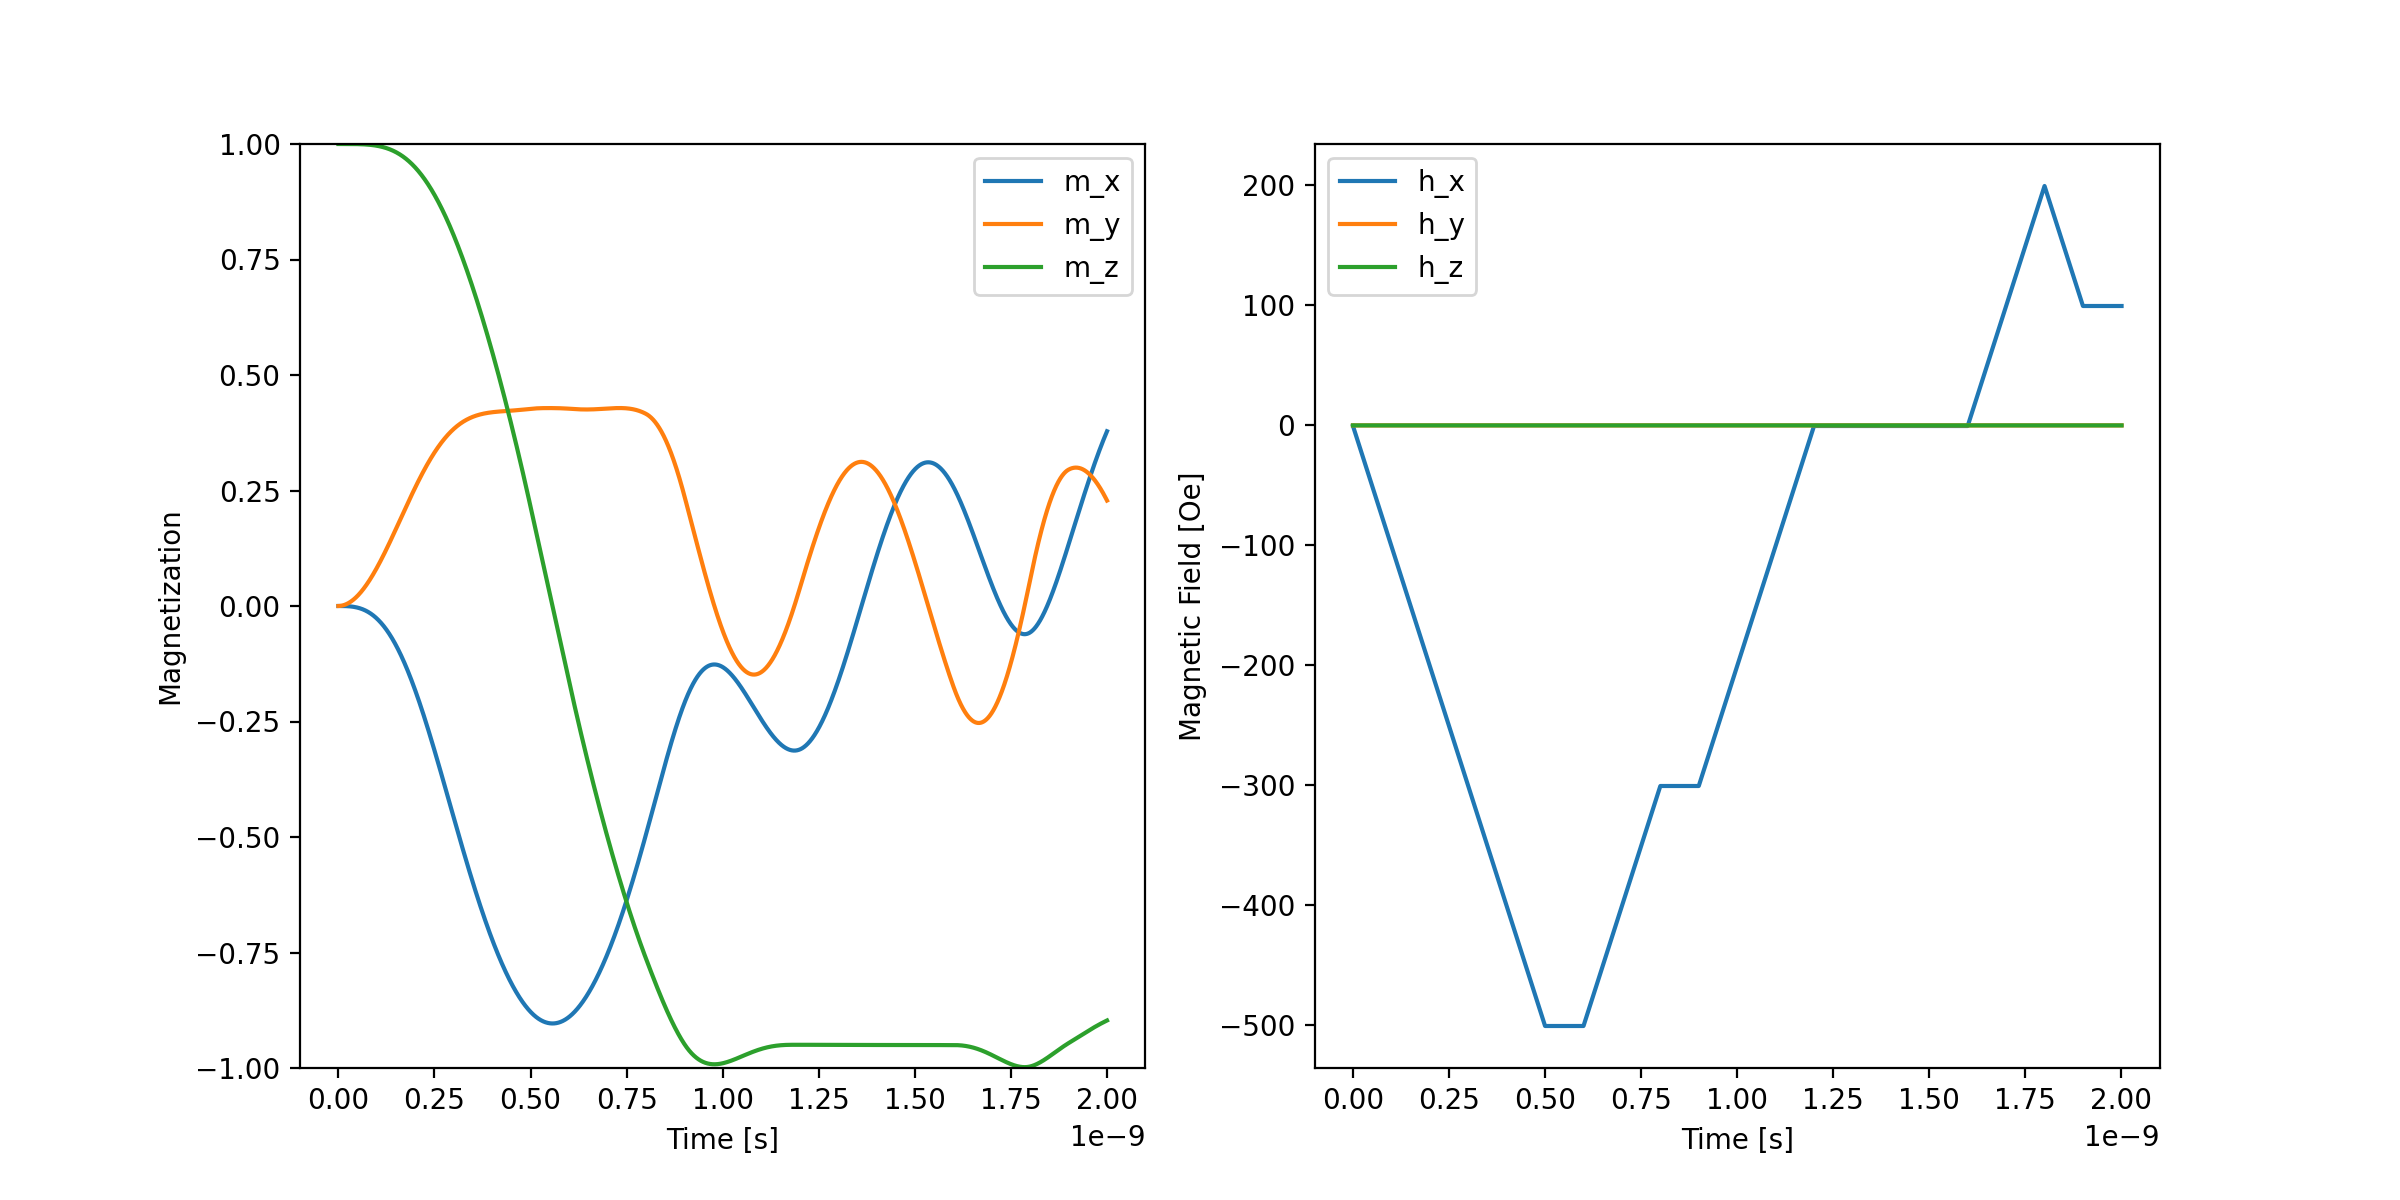 1.00
0.75
0.50
0.25
0.00
−0.25
−0.50
−0.75
−1.00
Magnetization
m_x
m_y
m_z
0.00 0.25 0.50 0.75 1.00 1.25 1.50 1.75 2.00
Time [s]
1e−9
200
100
0
−100
−200
−300
−400
−500
Magnetic Field [Oe]
h_x
h_y
h_z
0.00 0.25 0.50 0.75 1.00 1.25 1.50 1.75 2.00
Time [s]
1e−9